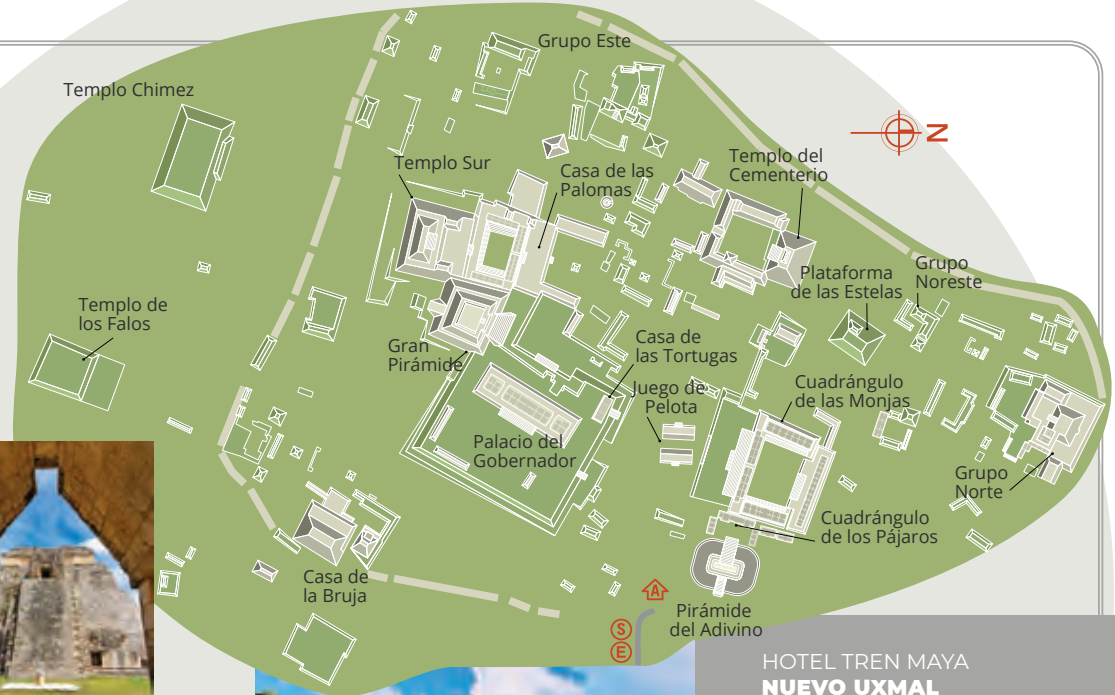 Grupo Este
Templo Chimez
N
Templo Sur
Casa de las
Palomas
Templo del
Cementerio
Plataforma
de las Estelas
Grupo
Noreste
Templo de
los Falos
Gran
Pirámide
Casa de
las Tortugas
Juego de
Pelota
Cuadrángulo
de las Monjas
Palacio del
Gobernador
Grupo
Norte
Cuadrángulo
de los Pájaros
Casa de
la Bruja
A
S
E
Pirámide
del Adivino
HOTEL TREN MAYA
NUEVO UXMAL